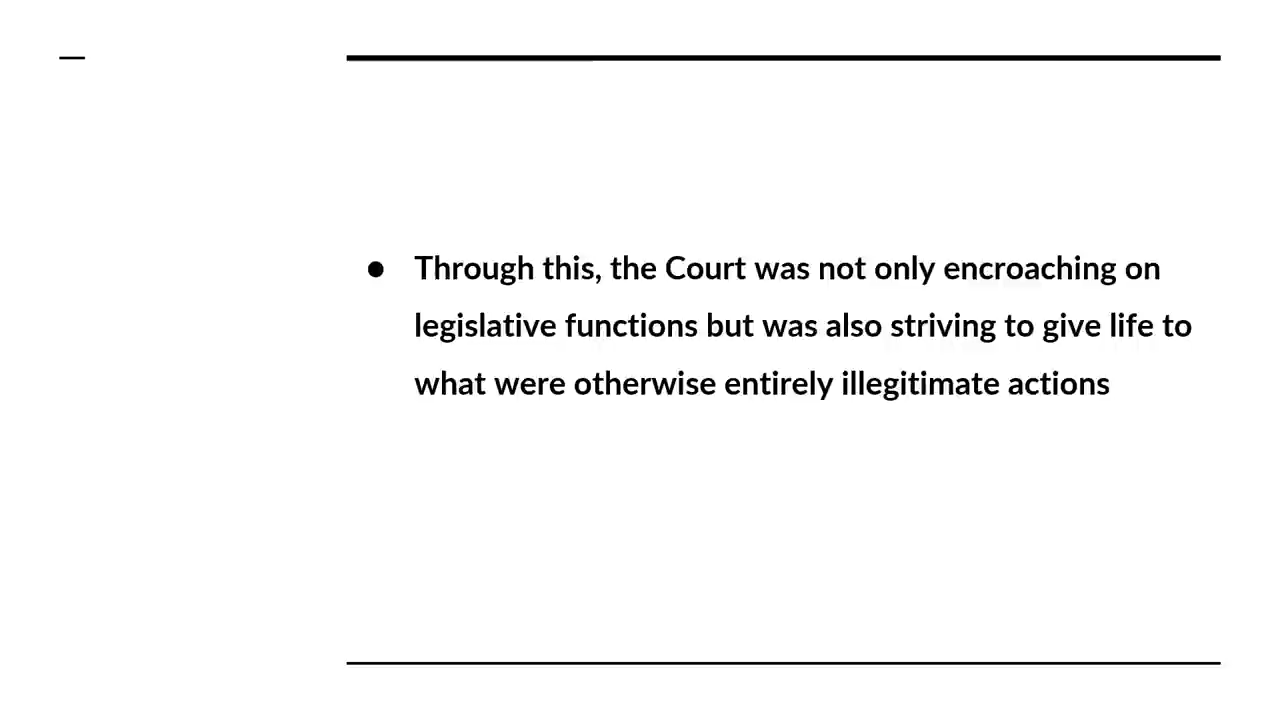 ● Through this, the Court was not only encroaching on
legislative functions but was also striving to give life to
what were otherwise entirely illegitimate actions